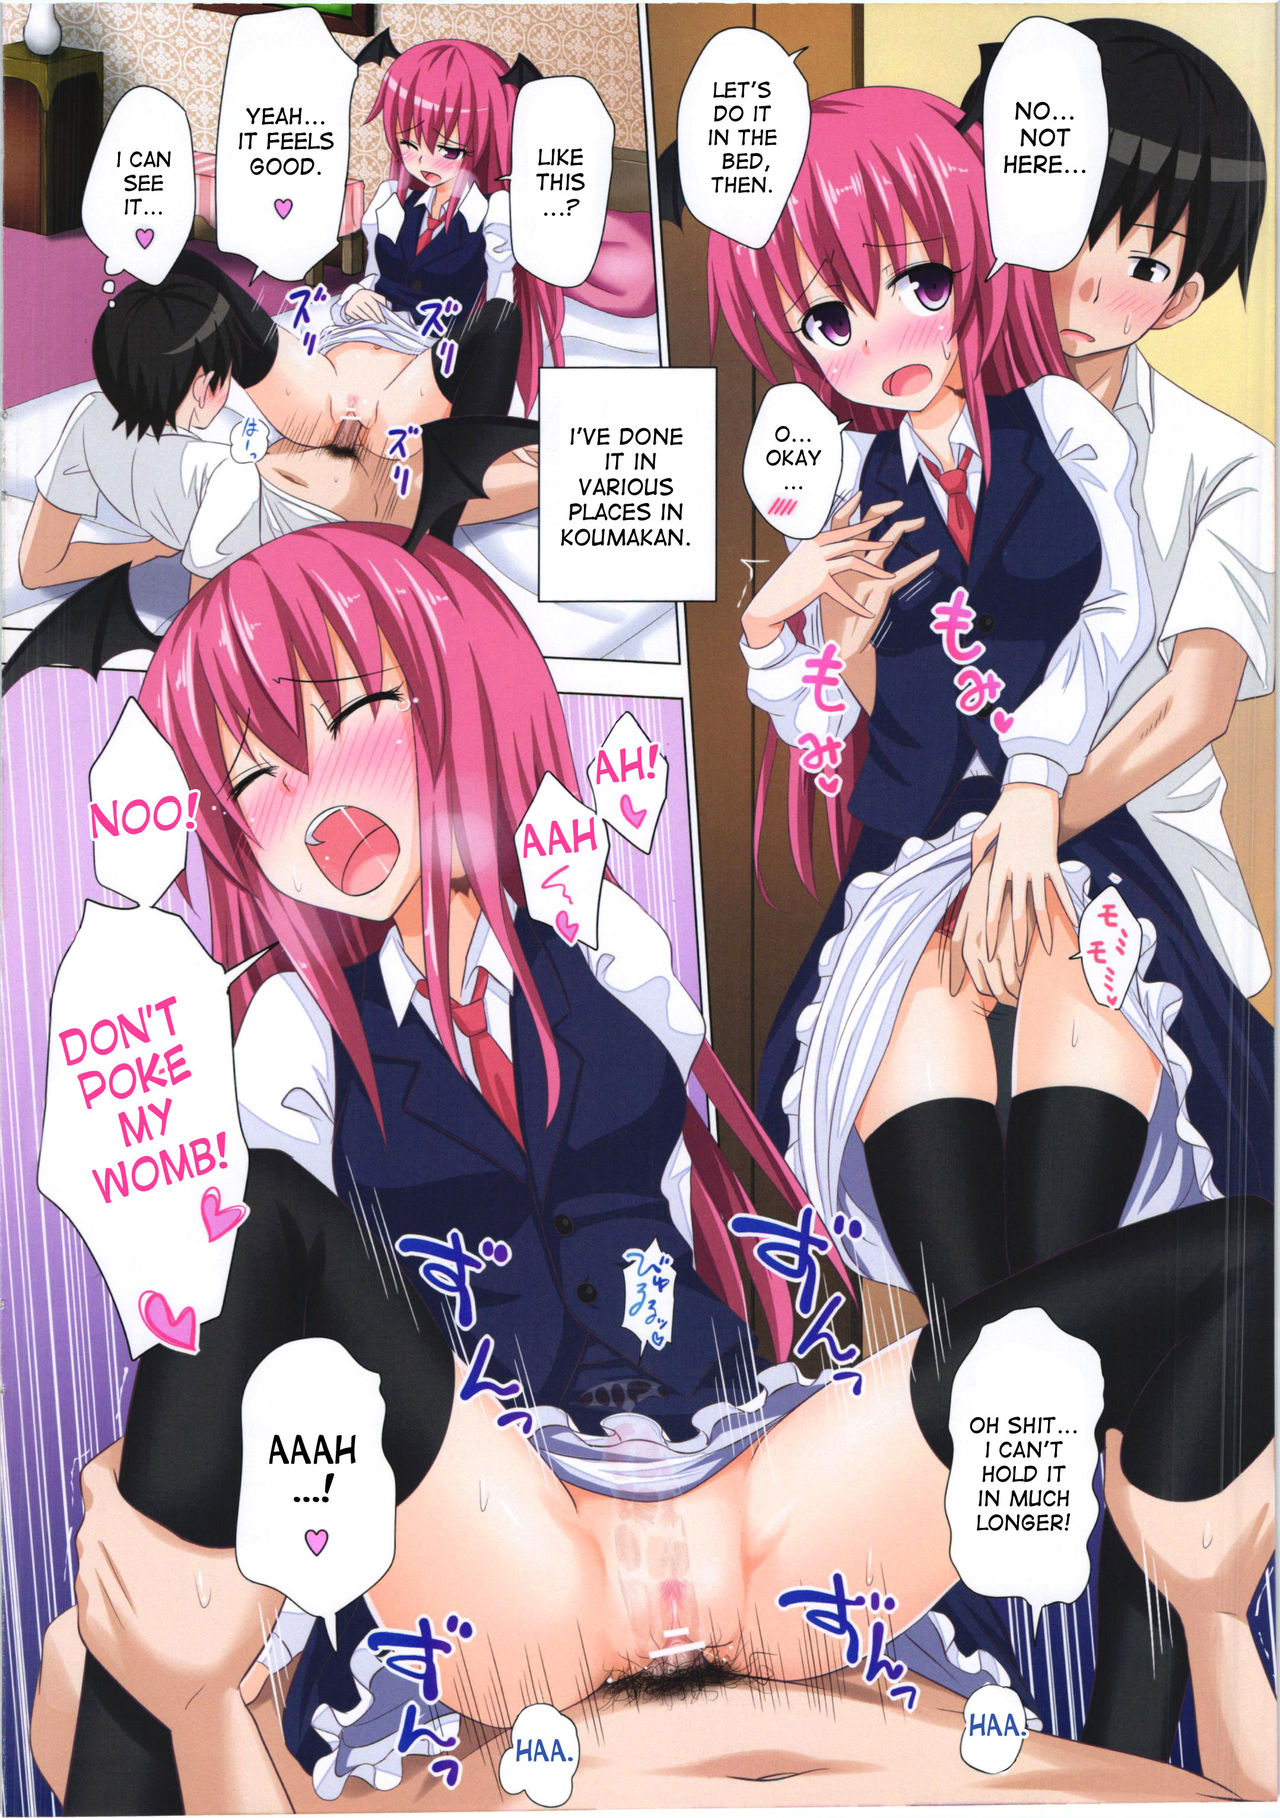 NO...
NOT
HERE...
LET'S
DO IT
IN THE
BED,
THEN.
O...
OKAY
...
もみ♥
もみ♥
モミ
モミ♥
LIKE
THIS
...?
YEAH...
IT FEELS
GOOD.
♥
I CAN
SEE
IT...
♥
ズッ
ズッ
ズッ
はーっ
I'VE DONE
IT IN
VARIOUS
PLACES IN
KOUMAKAN.
AH!
♥
AAH
♥
NOO!
DON'T
POKE
MY
WOMB!
♥
♥
ずんっ
ずんっ
びゅるるッ♥
AAAH
...!
♥
OH SHIT...
I CAN'T
HOLD IT
IN MUCH
LONGER!
ずんっ
ずんっ
HAA.
HAA.